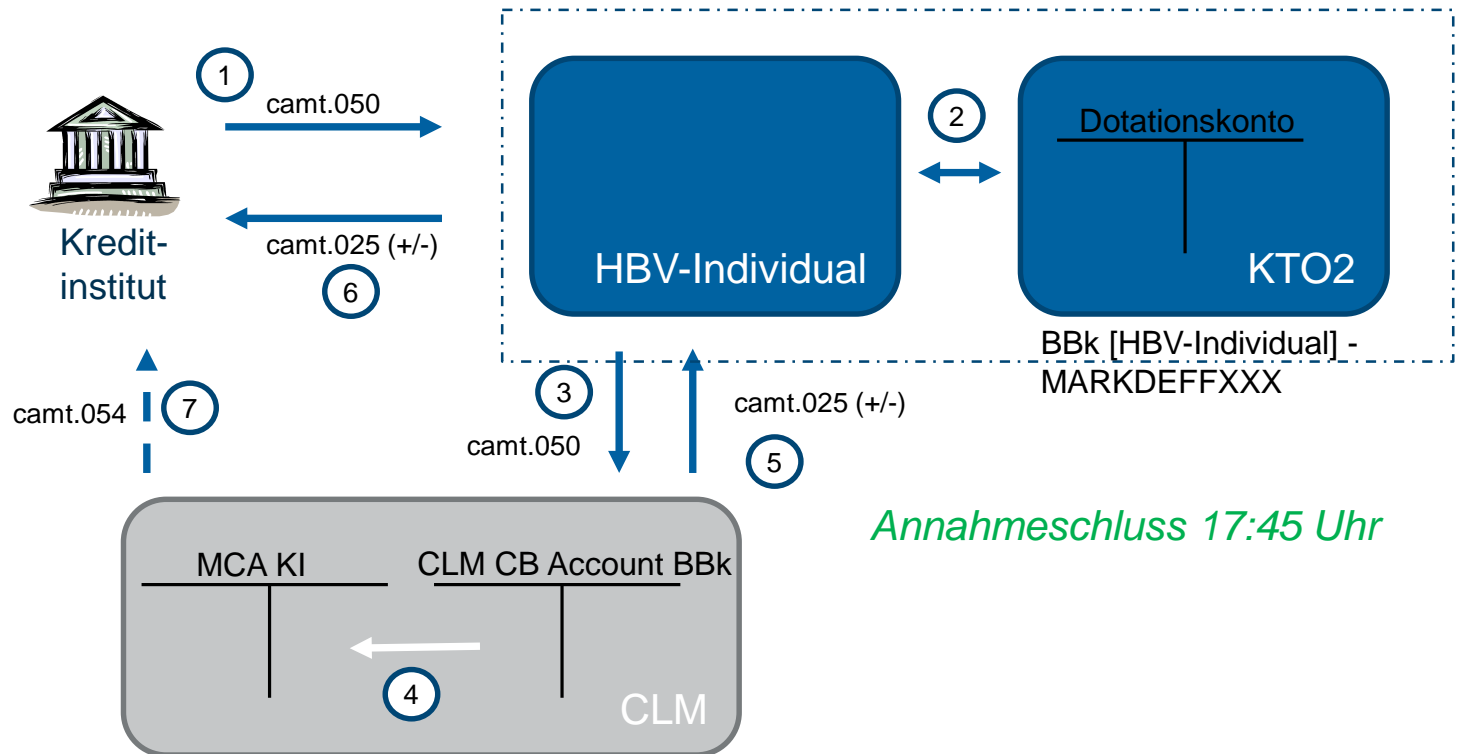 1
camt.050
Kredit-
institut
camt.025 (+/-)
6
HBV-Individual
2
Dotationskonto
KTO2
BBk [HBV-Individual] -
MARKDEFFXXX
3
camt.050
camt.025 (+/-)
5
camt.054
7
Annahmeschluss 17:45 Uhr
MCA KI
CLM CB Account BBk
4
CLM